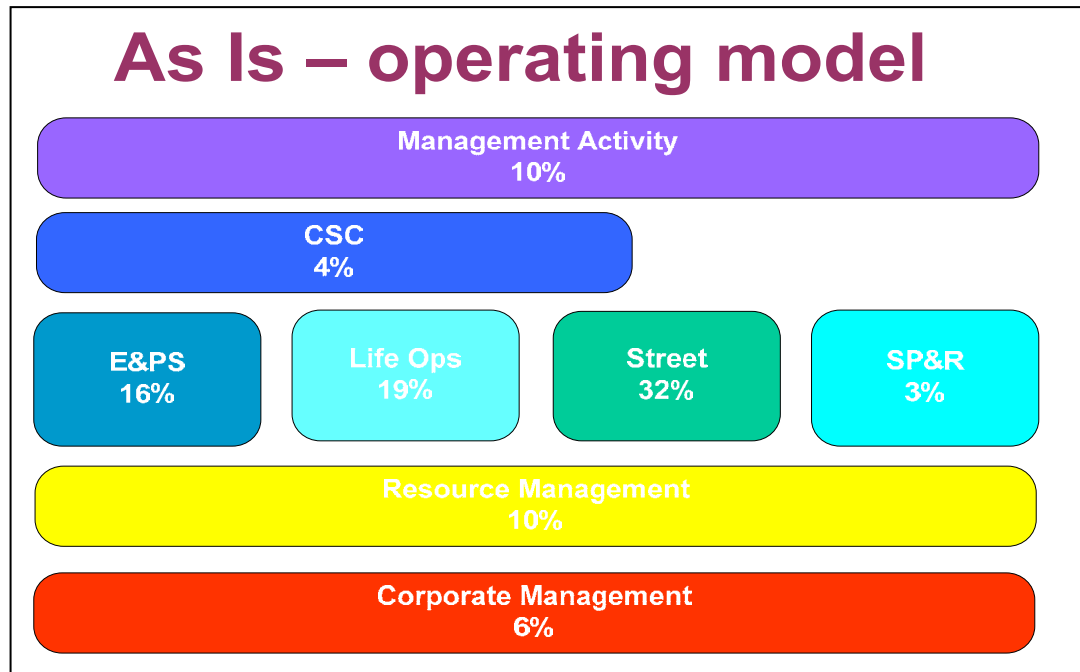 As Is – operating model
Management Activity
10%
CSC
4%
E&PS
16%
Life Ops
19%
Street
32%
SP&R
3%
Resource Management
10%
Corporate Management
6%